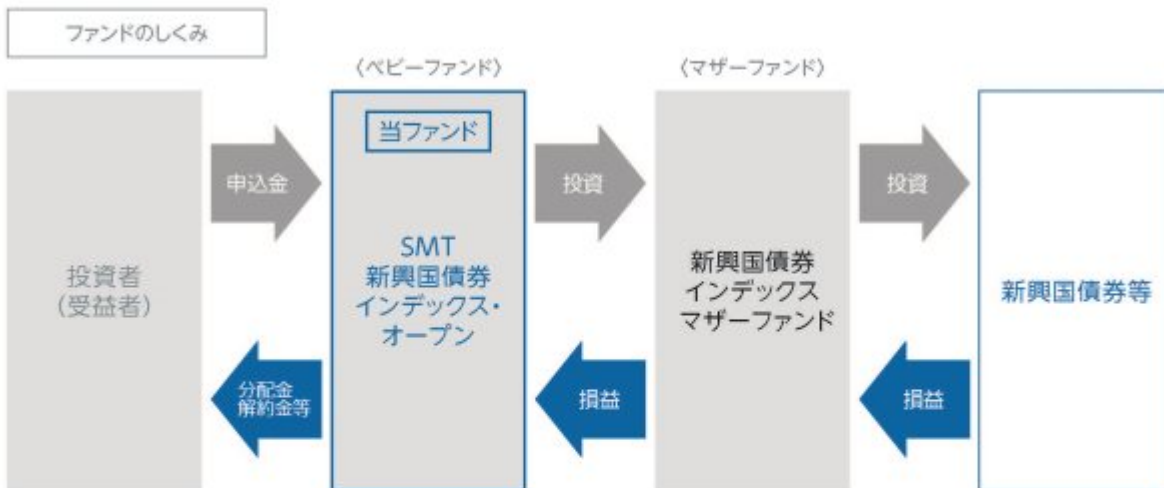 ファンドのしくみ
〈ベビーファンド〉
〈マザーファンド〉
当ファンド
申込金
投資
投資
投資者
(受益者)
SMT
新興国債券
インデックス・
オープン
新興国債券
インデックス
マザーファンド
新興国債券等
分配金
解約金等
損益
損益